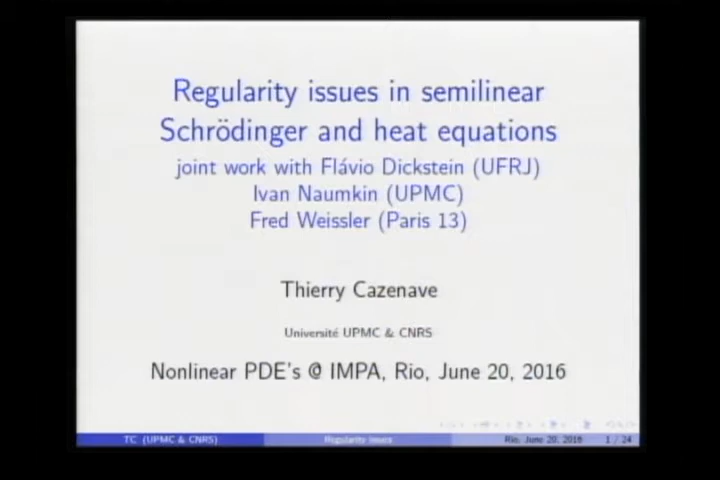 Regularity issues in semilinear
Schrödinger and heat equations
joint work with Flávio Dickstein (UFRJ)
Ivan Naumkin (UPMC)
Fred Weissler (Paris 13)
Thierry Cazenave
Université UPMC & CNRS
Nonlinear PDE's @ IMPA, Rio, June 20, 2016
TC (UPMC & CNRS) Regularity issues Rio, June 20, 2016 1 / 24